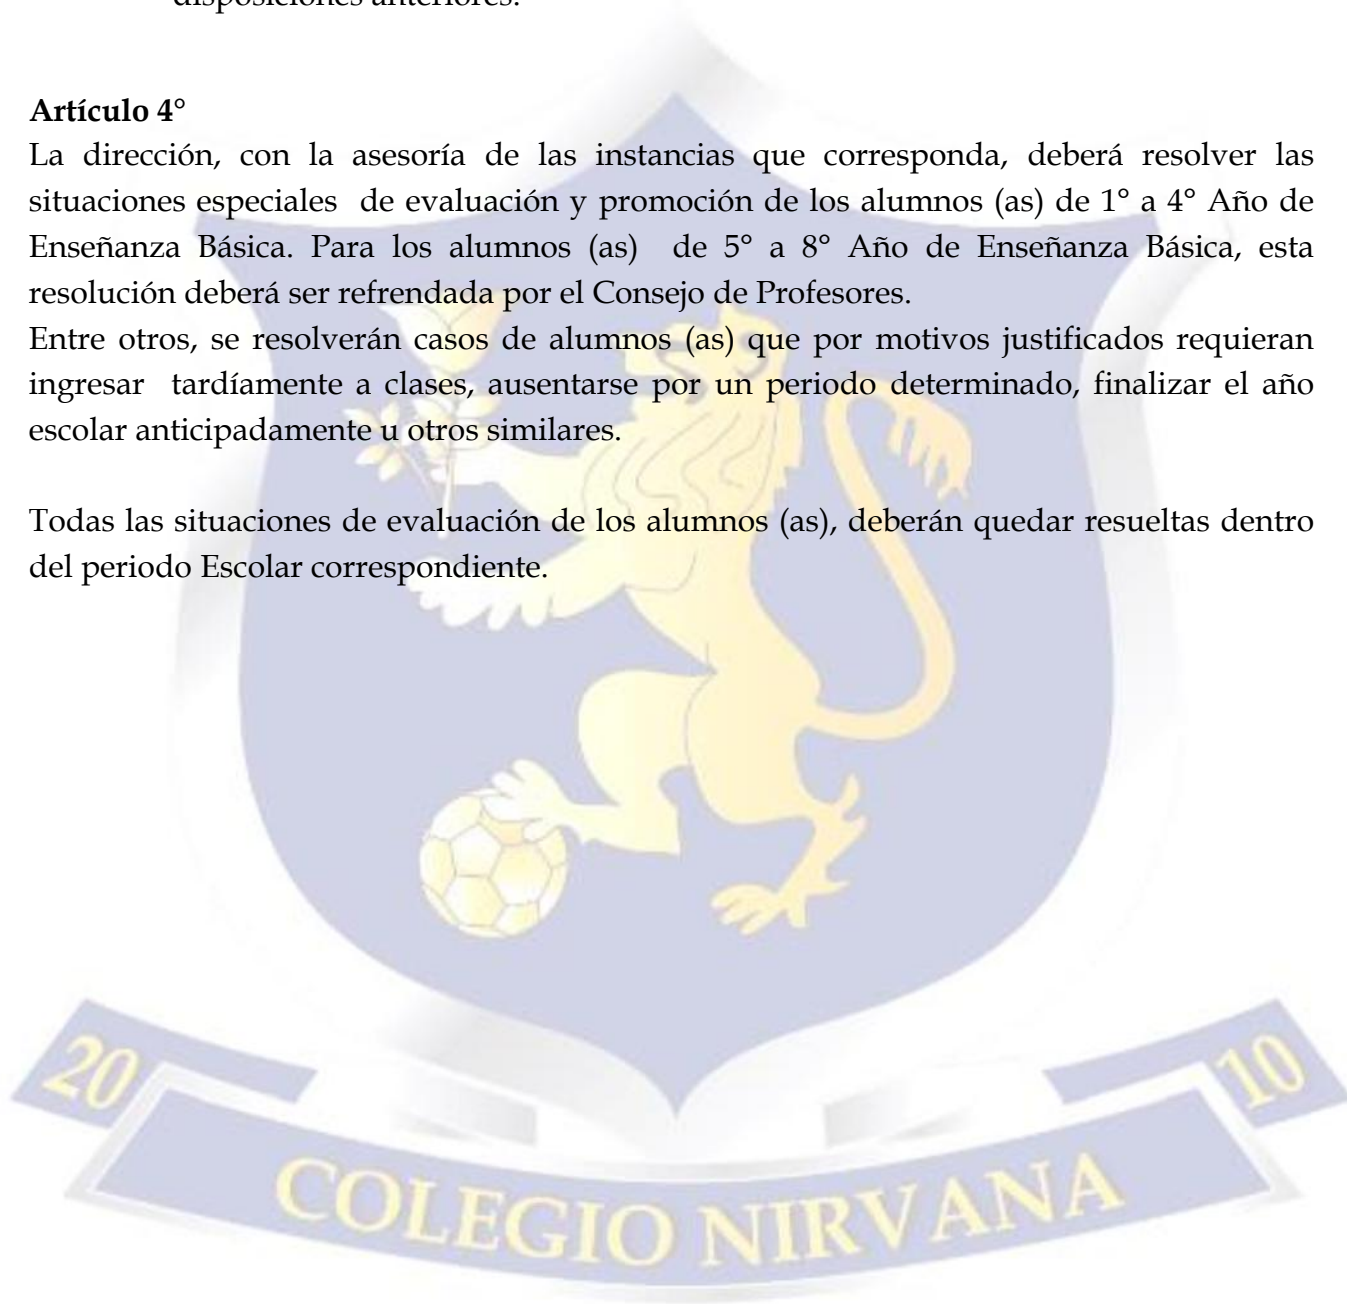 disposiciones anteriores.
Artículo 4°
La dirección, con la asesoría de las instancias que corresponda, deberá resolver las
situaciones especiales de evaluación y promoción de los alumnos (as) de 1° a 4° Año de
Enseñanza Básica. Para los alumnos (as) de 5° a 8° Año de Enseñanza Básica, esta
resolución deberá ser refrendada por el Consejo de Profesores.
Entre otros, se resolverán casos de alumnos (as) que por motivos justificados requieran
ingresar tardíamente a clases, ausentarse por un periodo determinado, finalizar el año
escolar anticipadamente u otros similares.
Todas las situaciones de evaluación de los alumnos (as), deberán quedar resueltas dentro
del periodo Escolar correspondiente.
20 10
COLEGIO NIRVANA